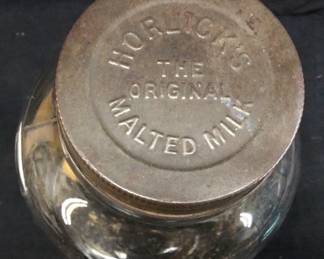 HORLICK'S
THE
ORIGINAL
MALTED MILK